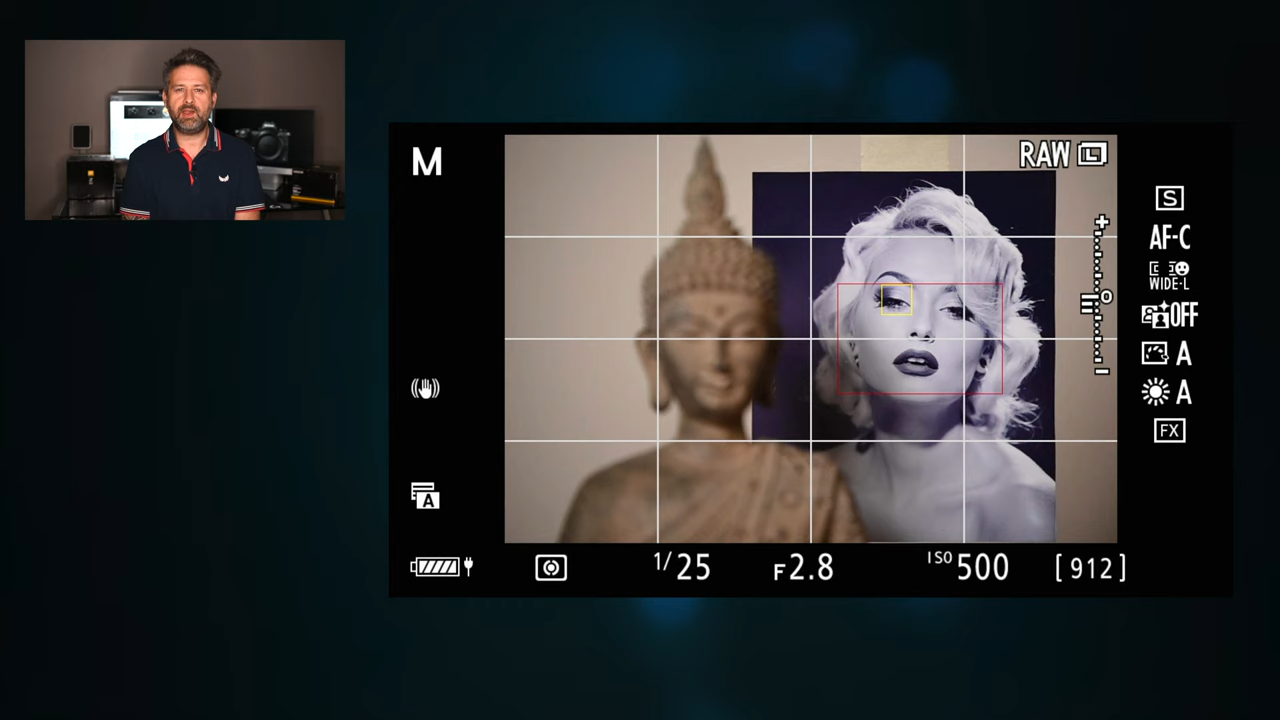 M
RAW L
S
AF-C
WIDE-L
OFF
A
A
FX
A
1/25
F2.8
ISO 500
[912]